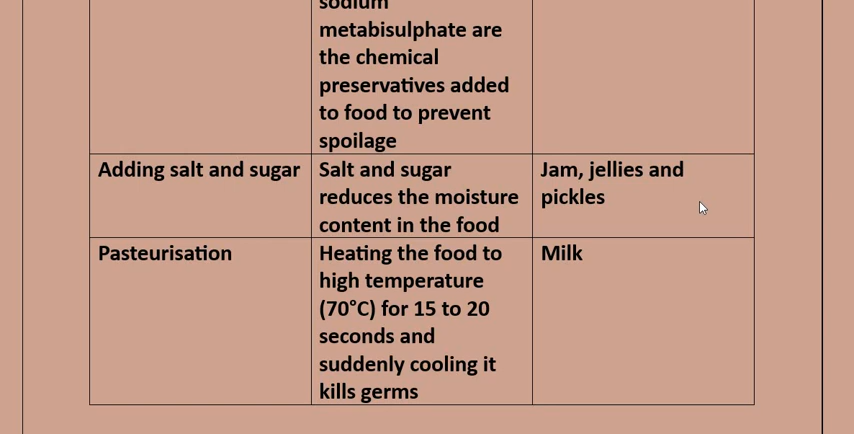 sodium
metabisulphate are
the chemical
preservatives added
to food to prevent
spoilage
Adding salt and sugar
Salt and sugar
reduces the moisture
content in the food
Jam, jellies and
pickles
Pasteurisation
Heating the food to
high temperature
(70°C) for 15 to 20
seconds and
suddenly cooling it
kills germs
Milk